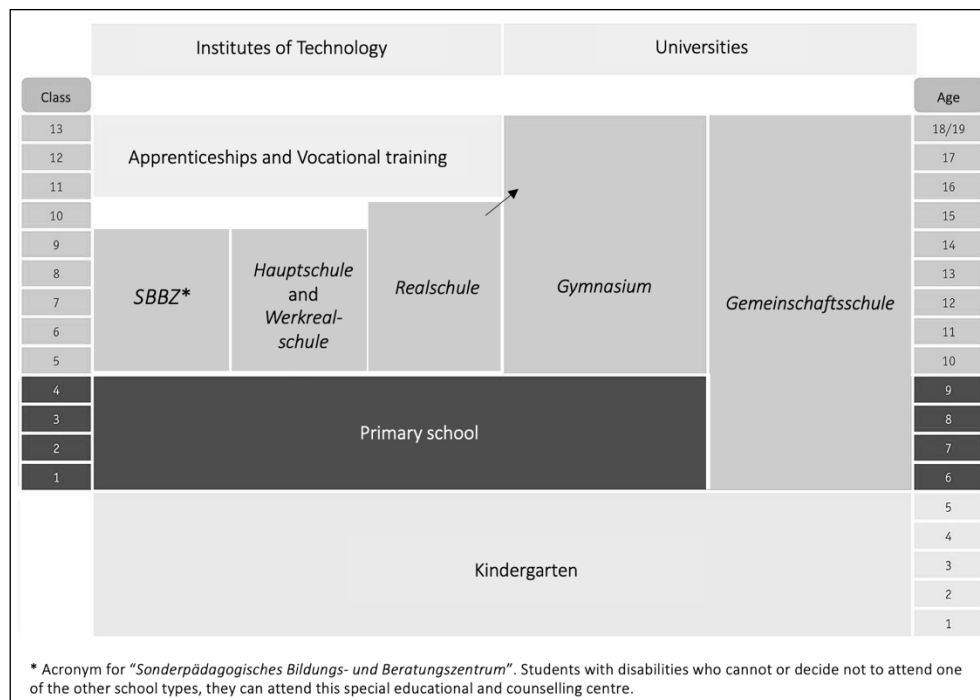 Institutes of Technology
Universities
Class
Age
13
18/19
Apprenticeships and Vocational training
12
17
11
16
10
15
9
14
8
13
7
12
6
11
5
10
SBBZ*
Hauptschule
and
Werkreal-
schule
Realschule
Gymnasium
Gemeinschaftsschule
4
9
3
8
2
7
1
6
Primary school
5
4
3
2
1
Kindergarten
* Acronym for “Sonderpädagogisches Bildungs- und Beratungszentrum”. Students with disabilities who cannot or decide not to attend one
of the other school types, they can attend this special educational and counselling centre.